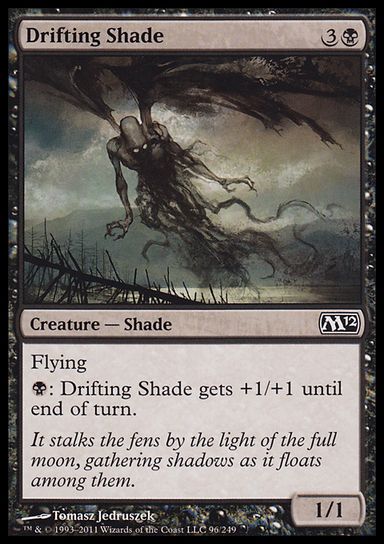 Drifting Shade 3
Creature — Shade M12
Flying
: Drifting Shade gets +1/+1 until
end of turn.
It stalks the fens by the light of the full
moon, gathering shadows as it floats
among them.
Tomasz Jedruszek
1/1
™ & © 1993–2011 Wizards of the Coast LLC 96/249